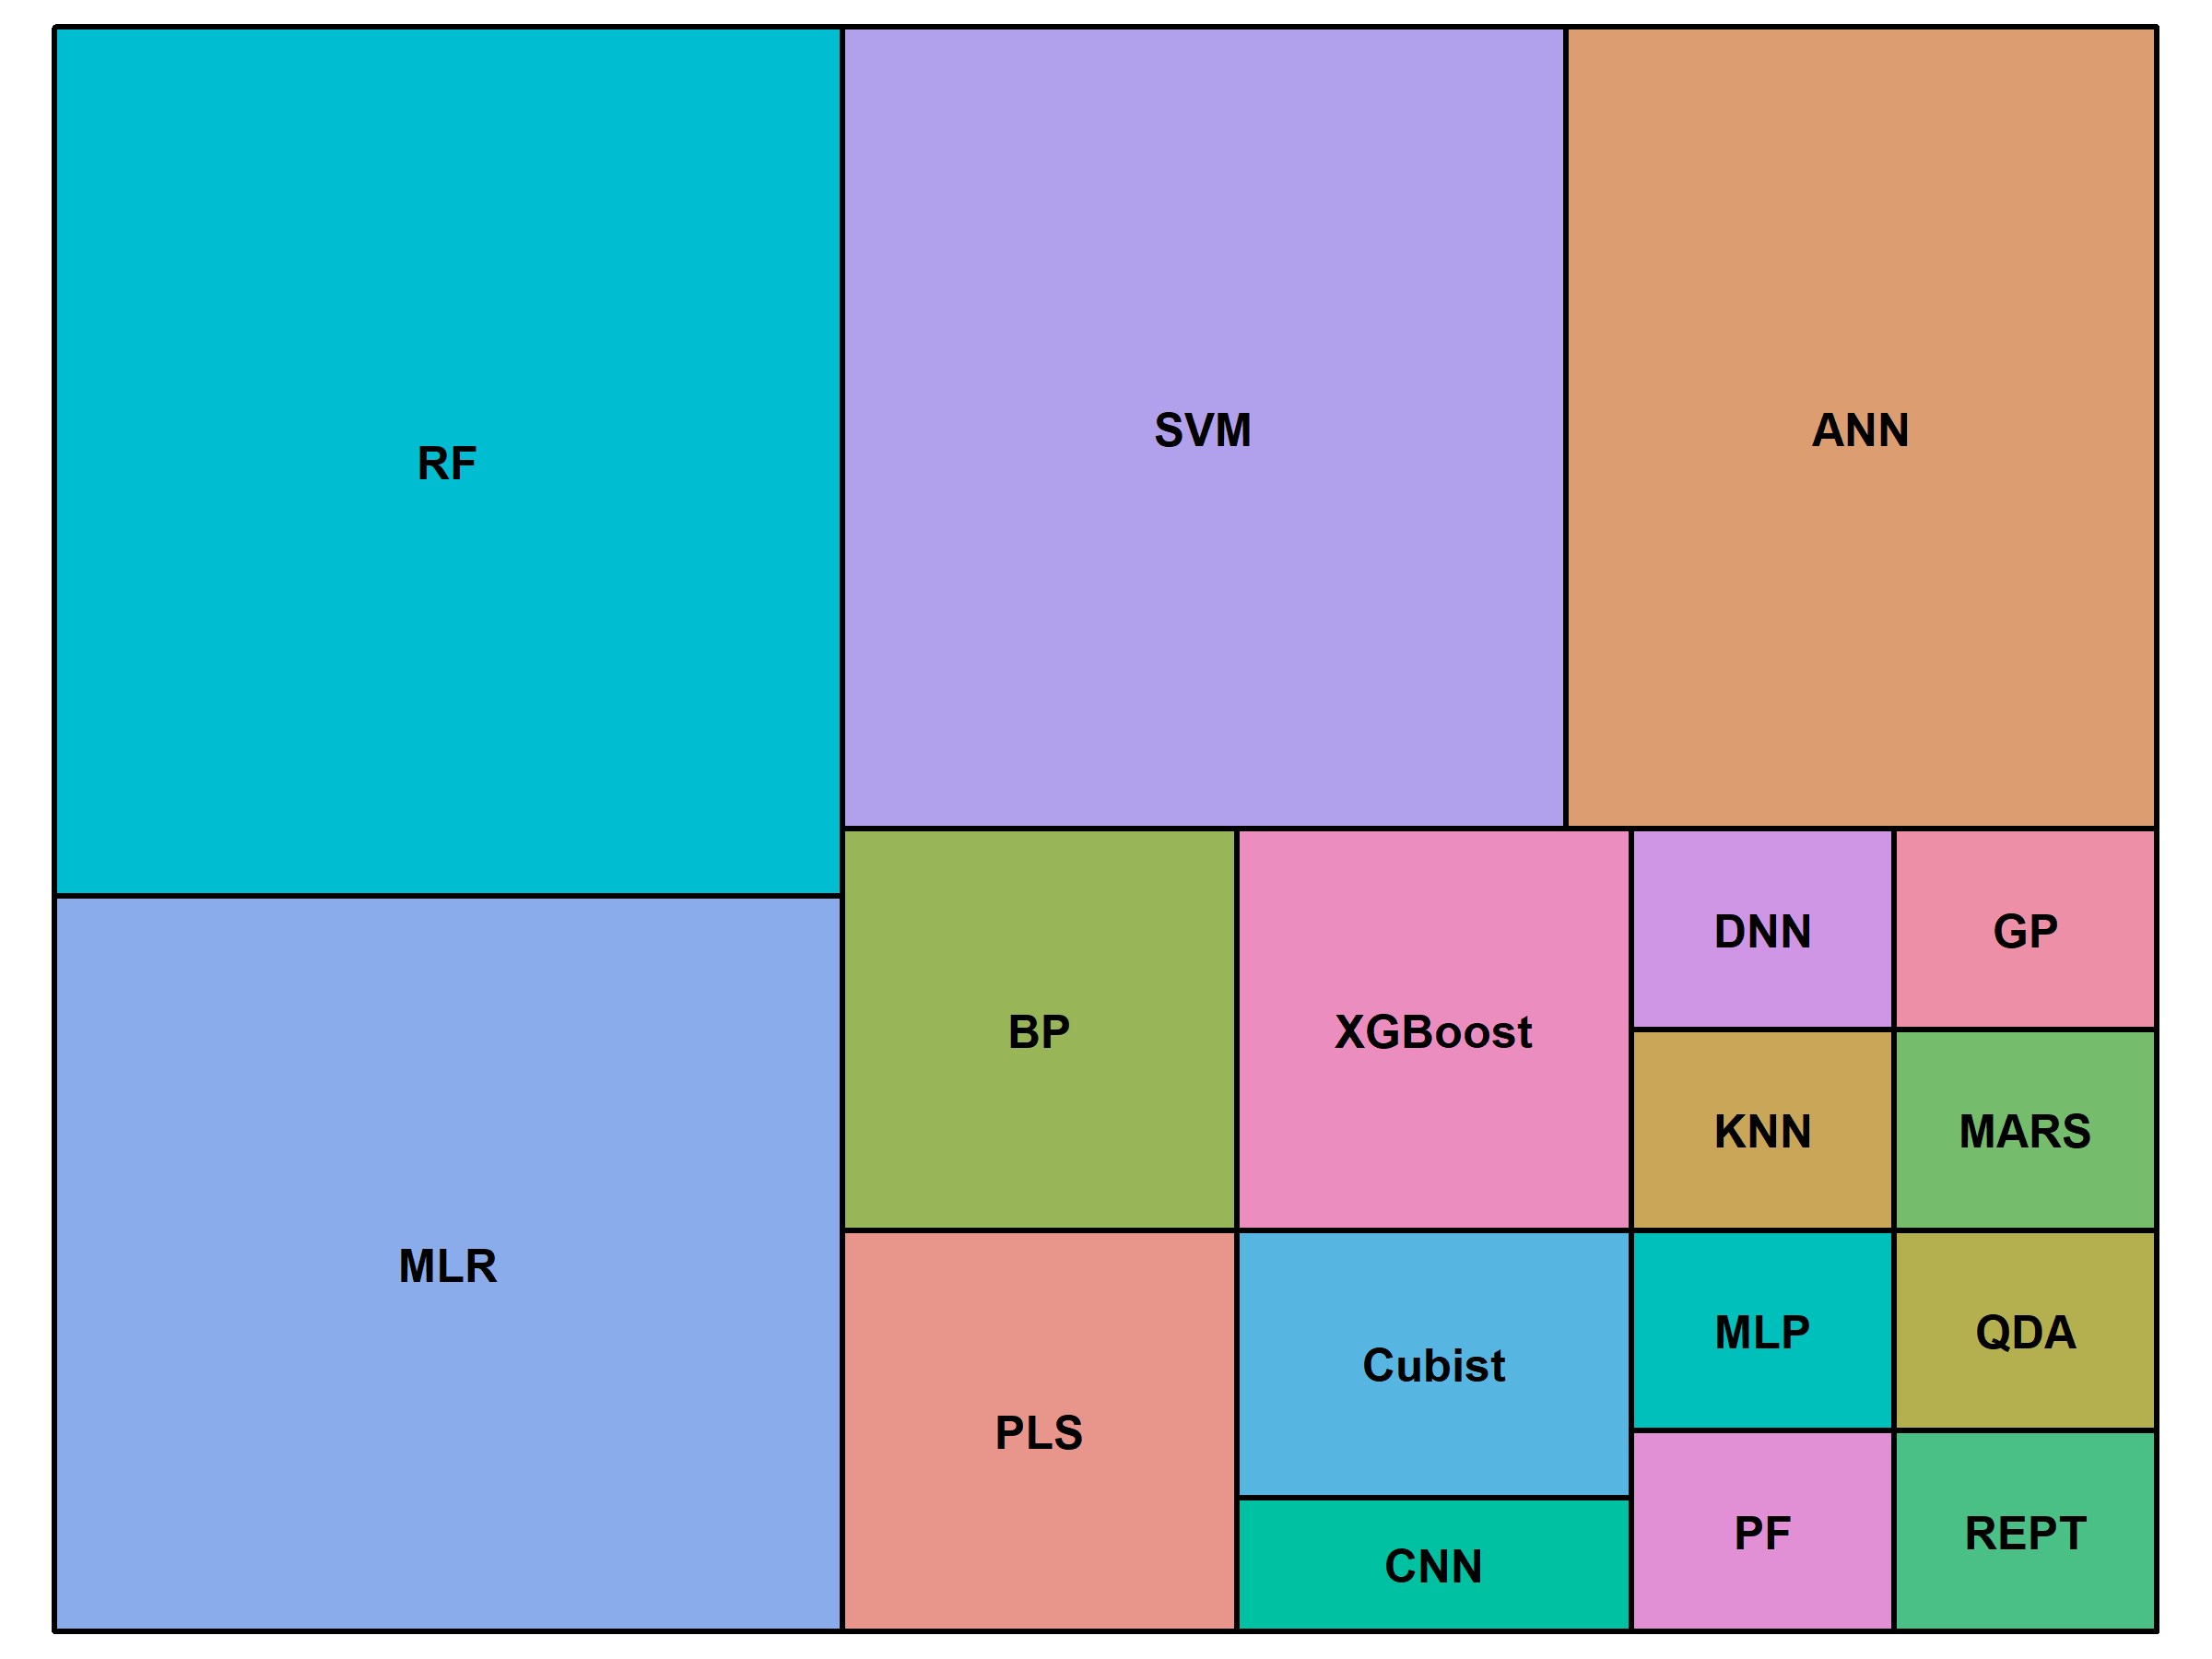 RF
SVM
ANN
MLR
BP
XGBoost
DNN
GP
KNN
MARS
PLS
Cubist
CNN
MLP
QDA
PF
REPT